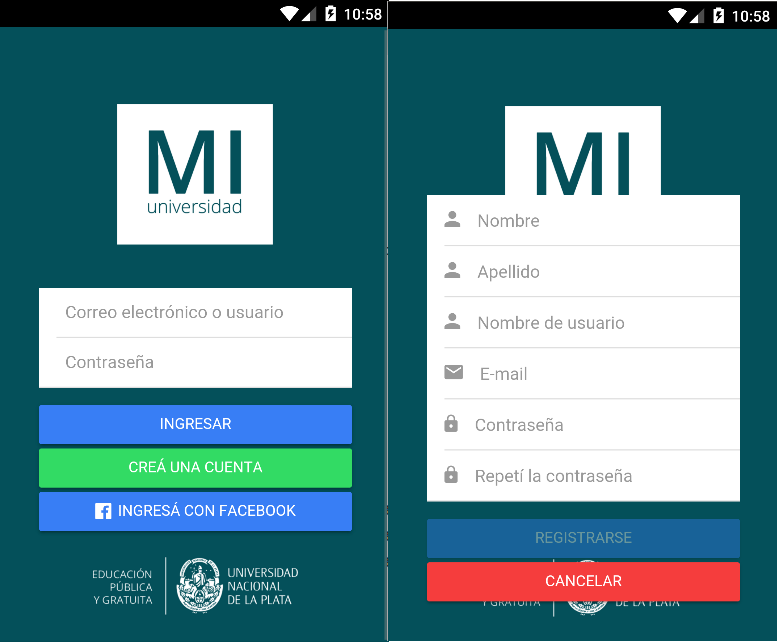 10:58
MI
universidad
Correo electrónico o usuario
Contraseña
INGRESAR
CREÁ UNA CUENTA
INGRESÁ CON FACEBOOK
EDUCACIÓN
PÚBLICA
Y GRATUITA
UNIVERSIDAD
NACIONAL
DE LA PLATA
10:58
MI
Nombre
Apellido
Nombre de usuario
E-mail
Contraseña
Repetí la contraseña
REGISTRARSE
CANCELAR
Y GRATUITA
DE LA PLATA